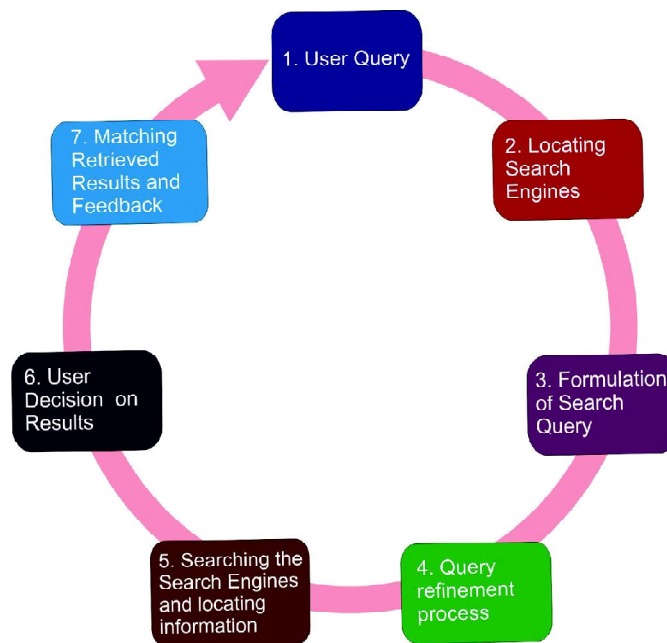 1. User Query
2. Locating
Search
Engines
3. Formulation
of Search
Query
4. Query
refinement
process
5. Searching the
Search Engines
and locating
information
6. User
Decision on
Results
7. Matching
Retrieved
Results and
Feedback